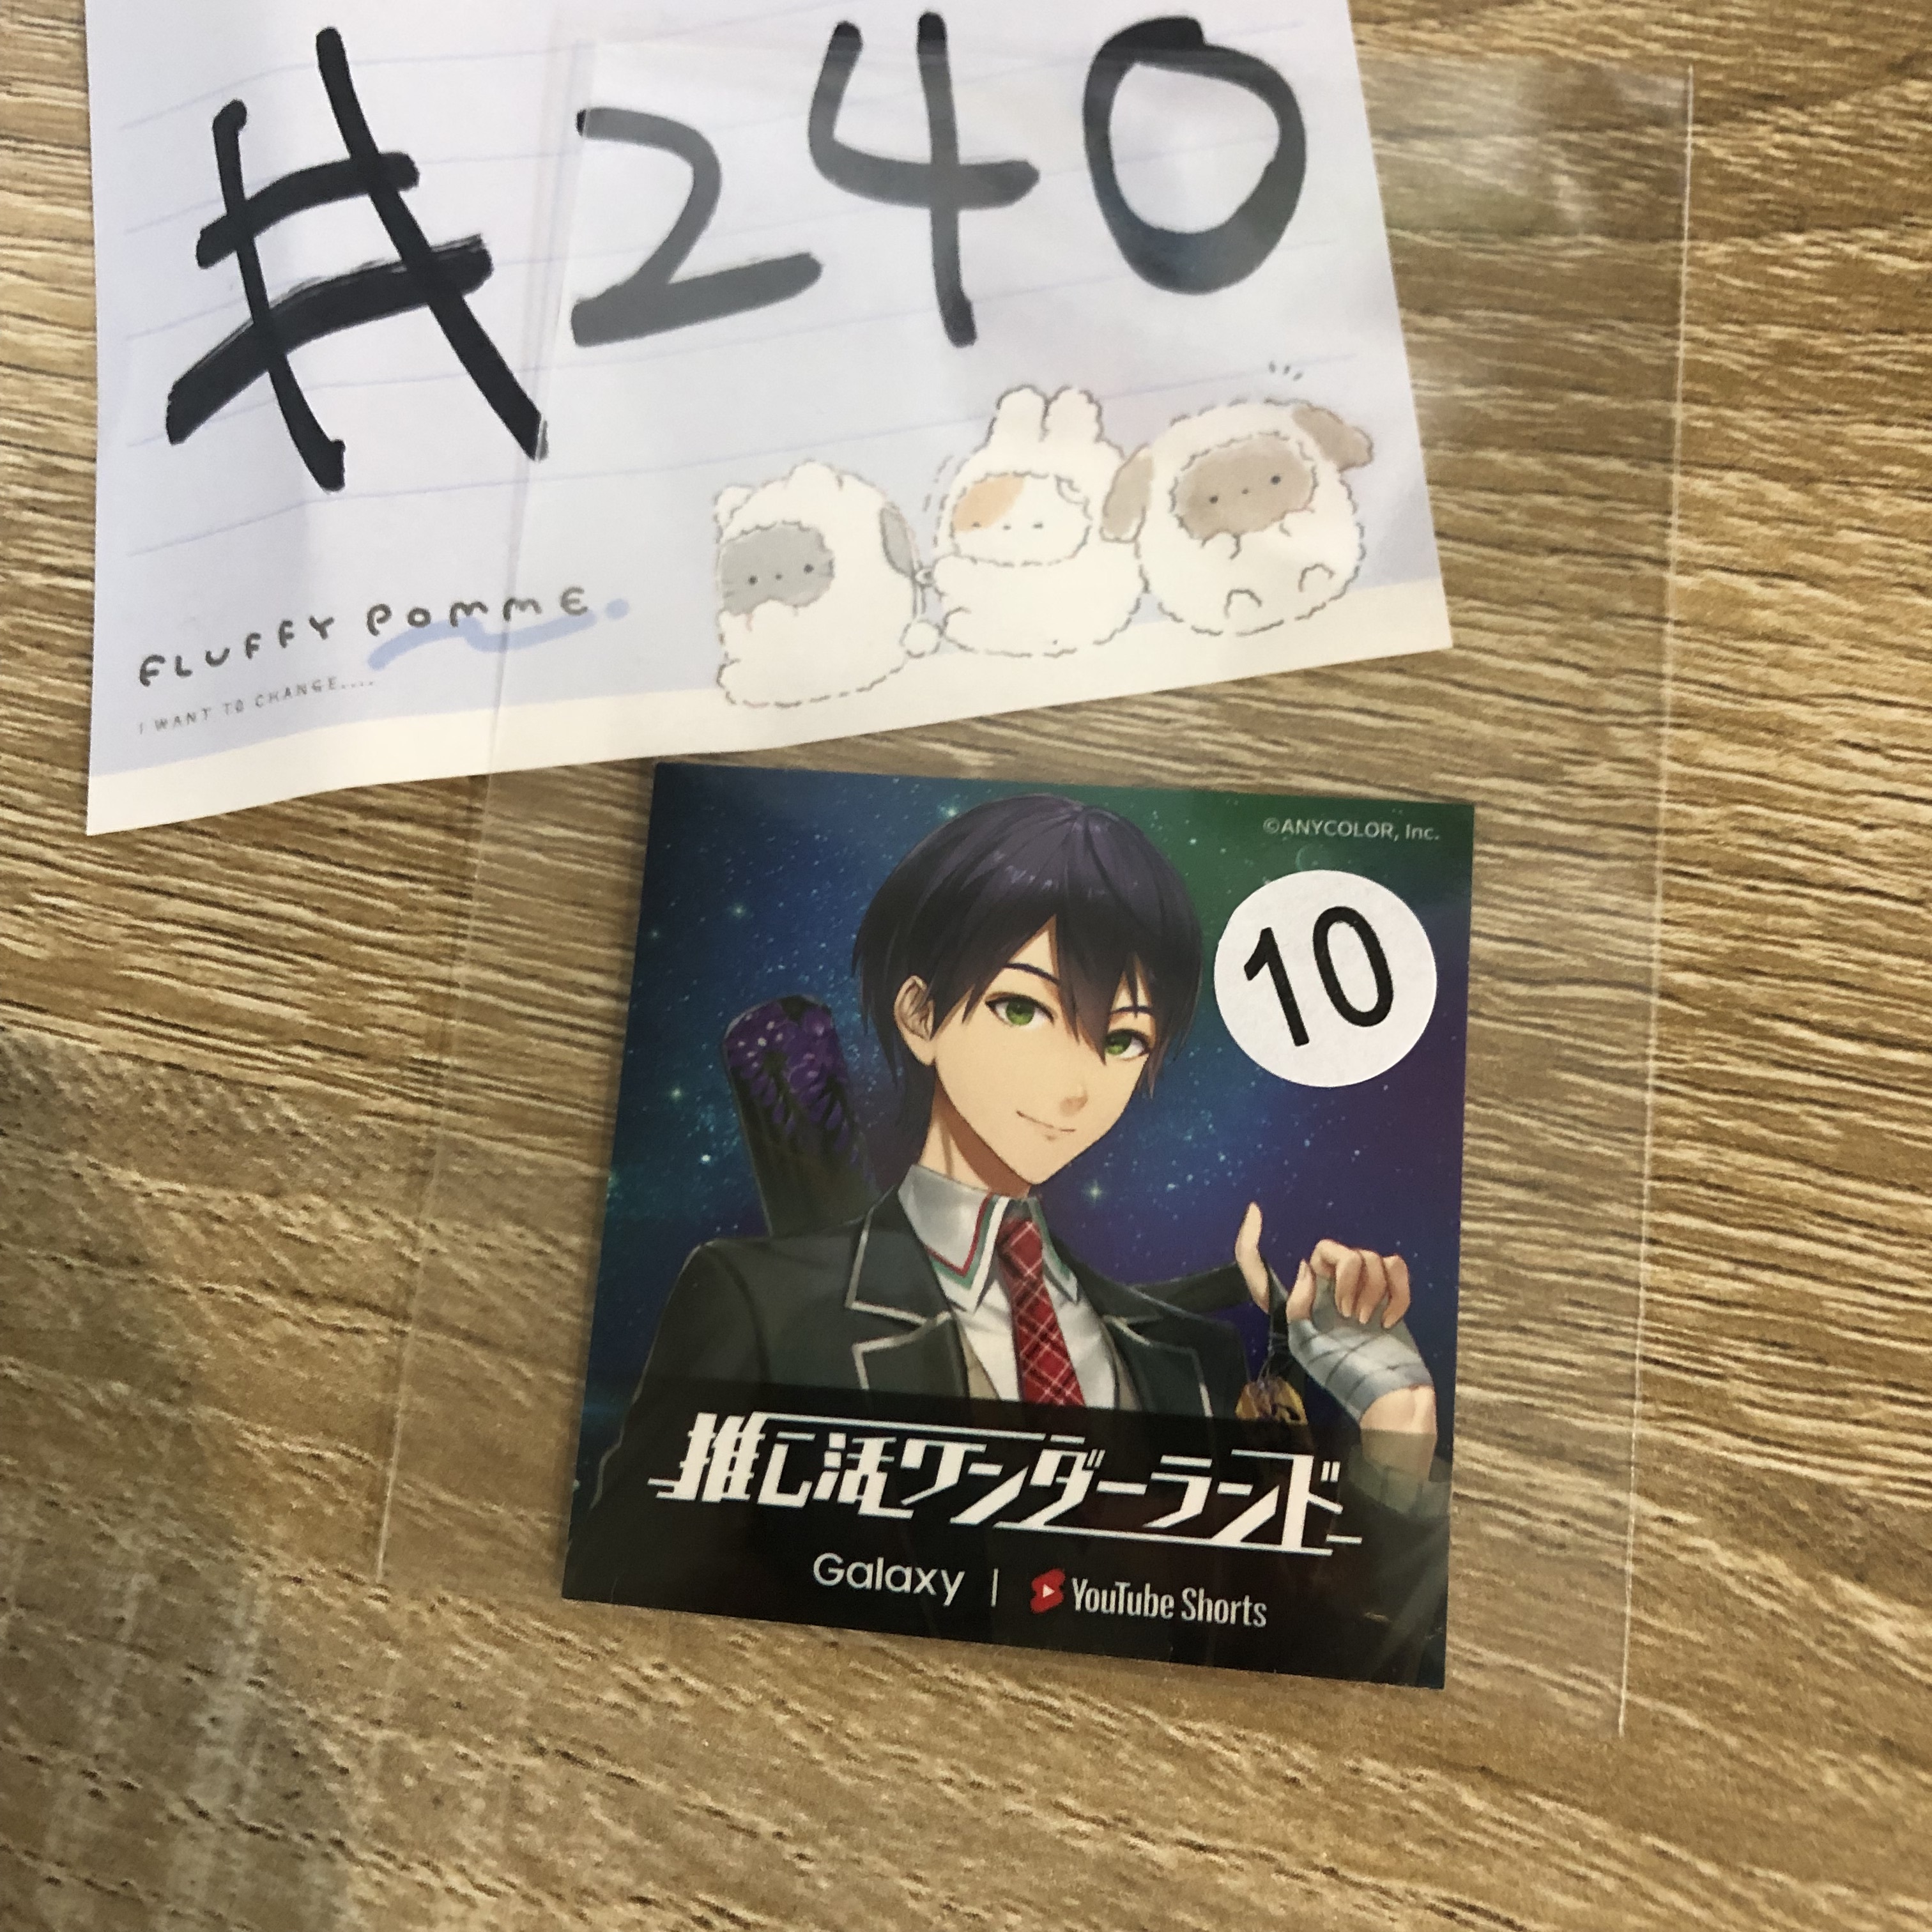 #240
FLUFFY POMME
I WANT TO CHANGE....
©ANYCOLOR, Inc.
10
推し活ワンダーランド
Galaxy | YouTube Shorts